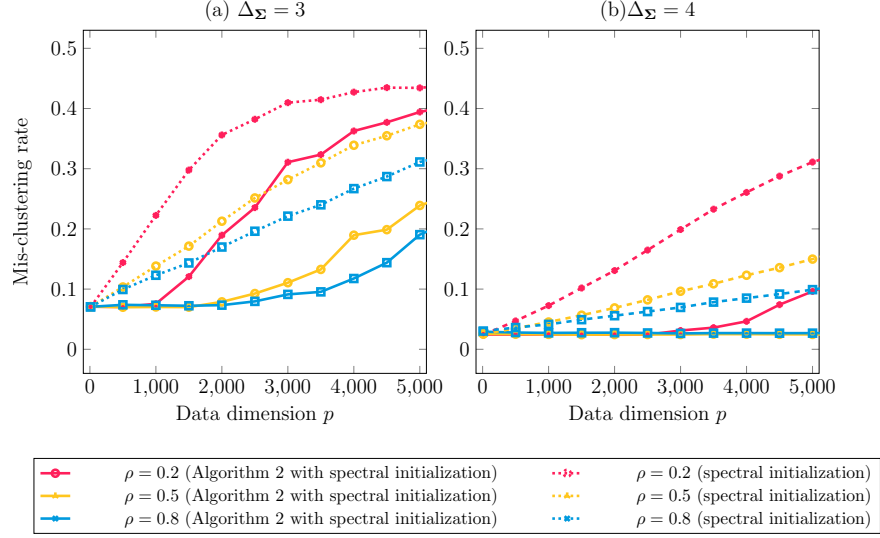 (a) Δ_Σ = 3
(b)Δ_Σ = 4
Mis-clustering rate
0.5
0.4
0.3
0.2
0.1
0
0 1,000 2,000 3,000 4,000 5,000
Data dimension p
0.5
0.4
0.3
0.2
0.1
0
0 1,000 2,000 3,000 4,000 5,000
Data dimension p
ρ = 0.2 (Algorithm 2 with spectral initialization) ρ = 0.2 (spectral initialization)
ρ = 0.5 (Algorithm 2 with spectral initialization) ρ = 0.5 (spectral initialization)
ρ = 0.8 (Algorithm 2 with spectral initialization) ρ = 0.8 (spectral initialization)